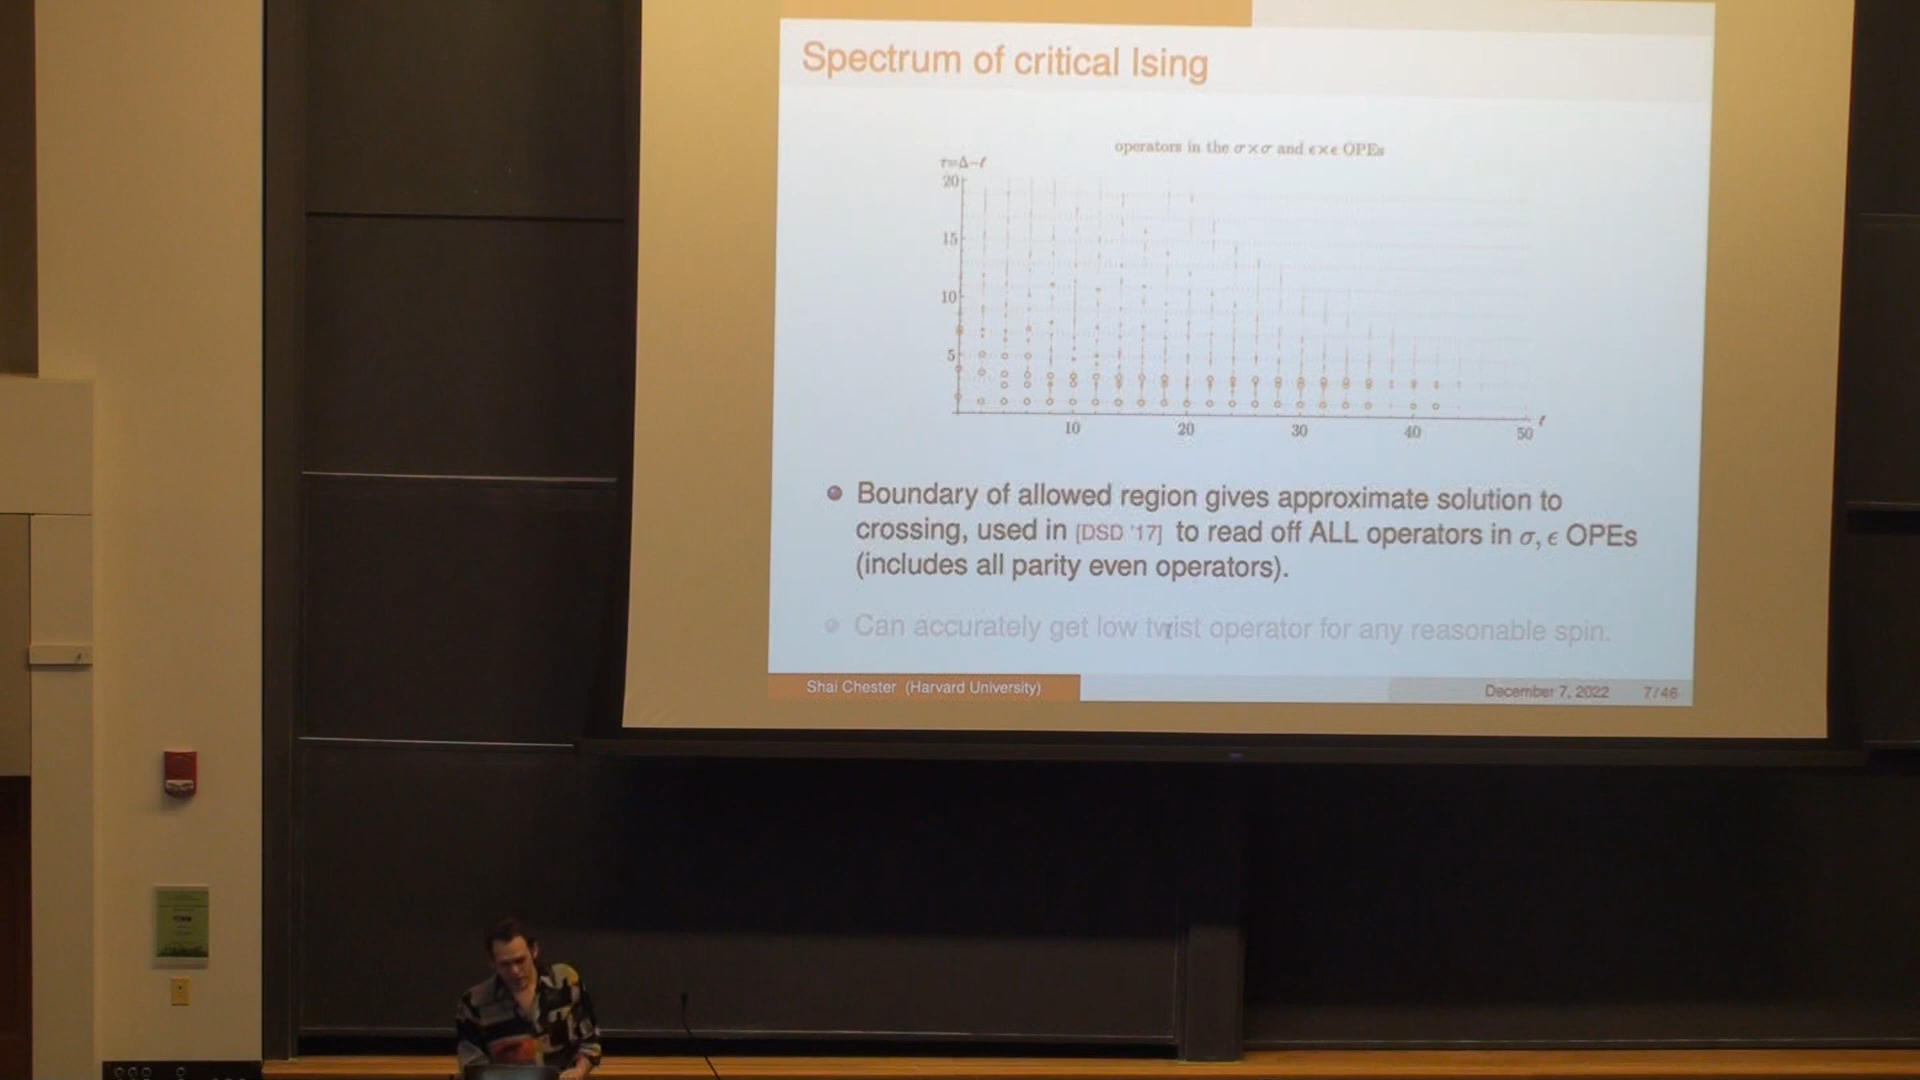 Spectrum of critical Ising
operators in the σ×σ and ϵ×ϵ OPEs
τ=Δ−ℓ
20
15
10
5
10 20 30 40 50 ℓ
Boundary of allowed region gives approximate solution to
crossing, used in [DSD '17] to read off ALL operators in σ, ϵ OPEs
(includes all parity even operators).
Can accurately get low twist operator for any reasonable spin.
Shai Chester (Harvard University) December 7, 2022 7/46